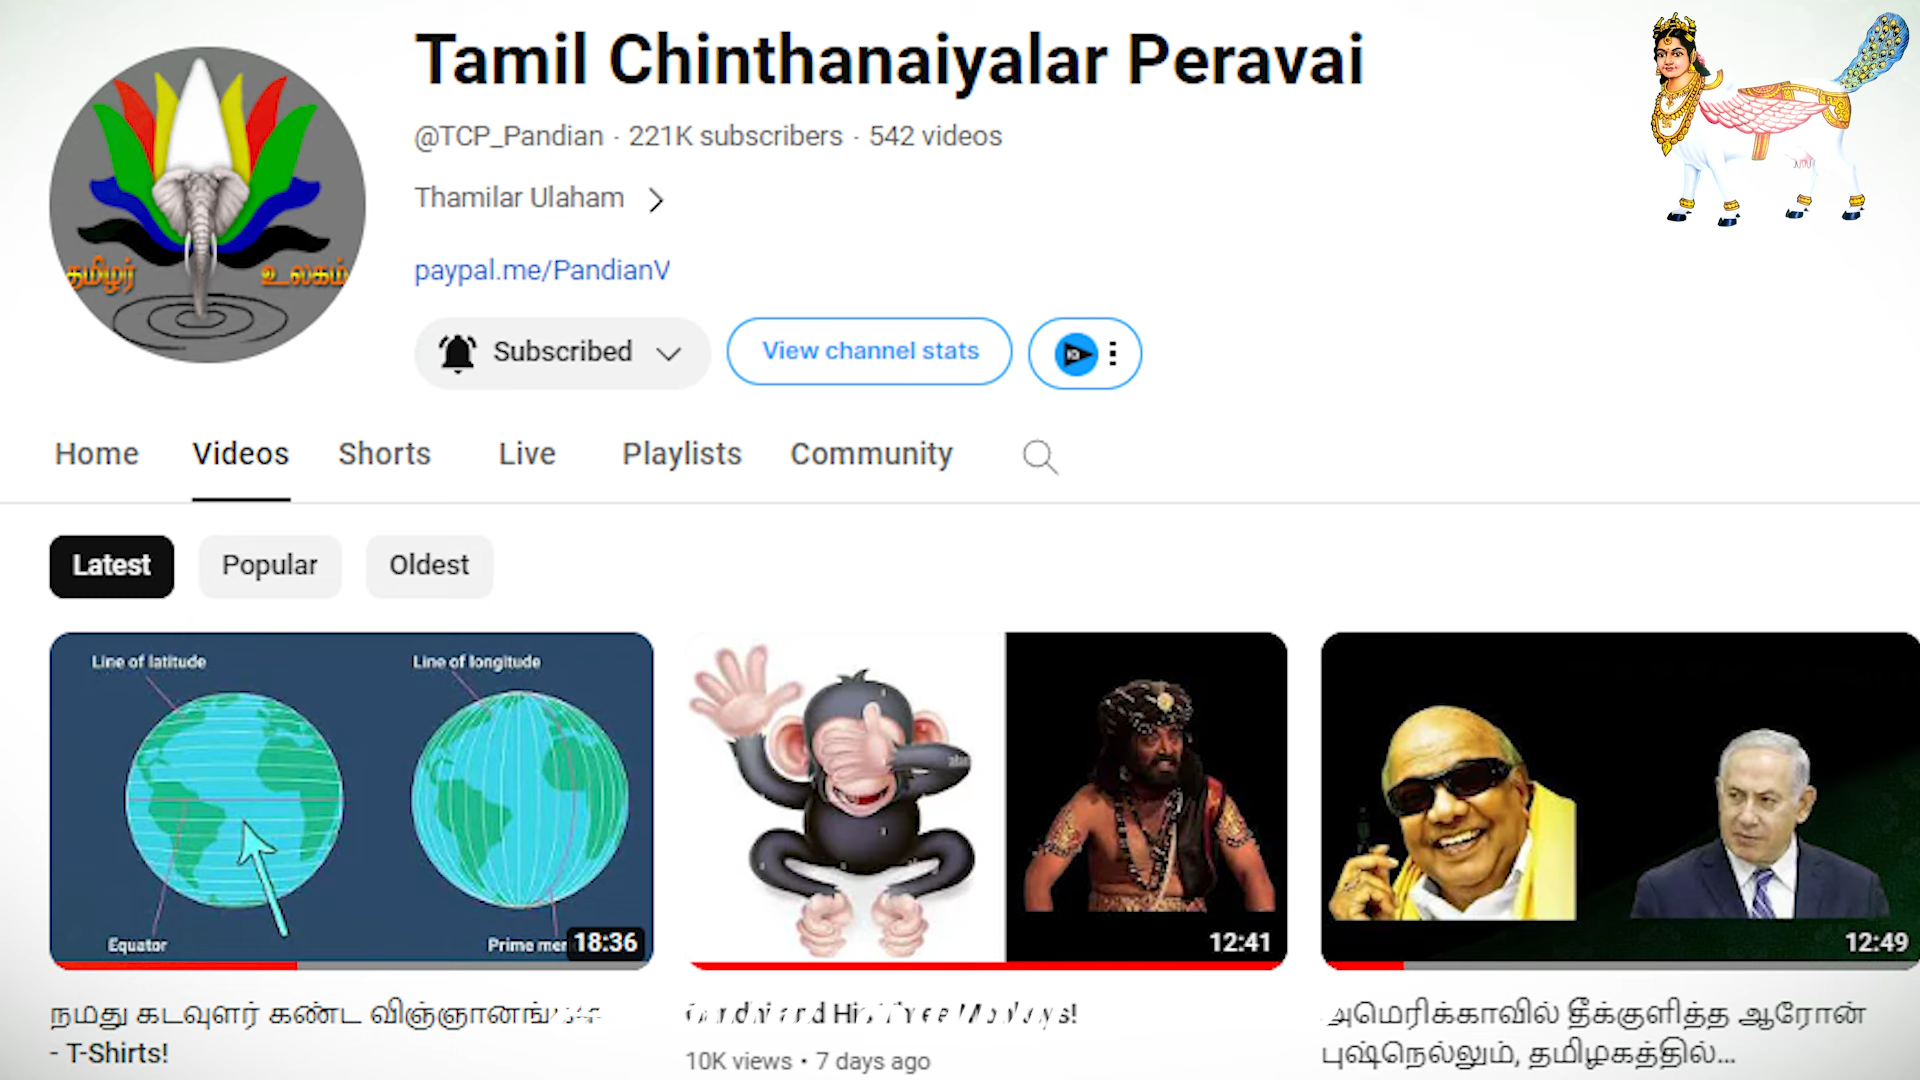 Tamil Chinthanaiyalar Peravai
@TCP_Pandian · 221K subscribers · 542 videos
Thamilar Ulaham
paypal.me/PandianV
தமிழர் உலகம்
Subscribed
View channel stats
Home Videos Shorts Live Playlists Community
Latest Popular Oldest
Line of latitude Line of longitude
Equator Prime mer 18:36
12:41
12:49
நமது கடவுளர் கண்ட
- T-Shirts!
10K views • 7 days ago
அமெரிக்காவில் தீக்குளித்த ஆரோன்
புஷ்நெல்லும், தமிழகத்தில்...